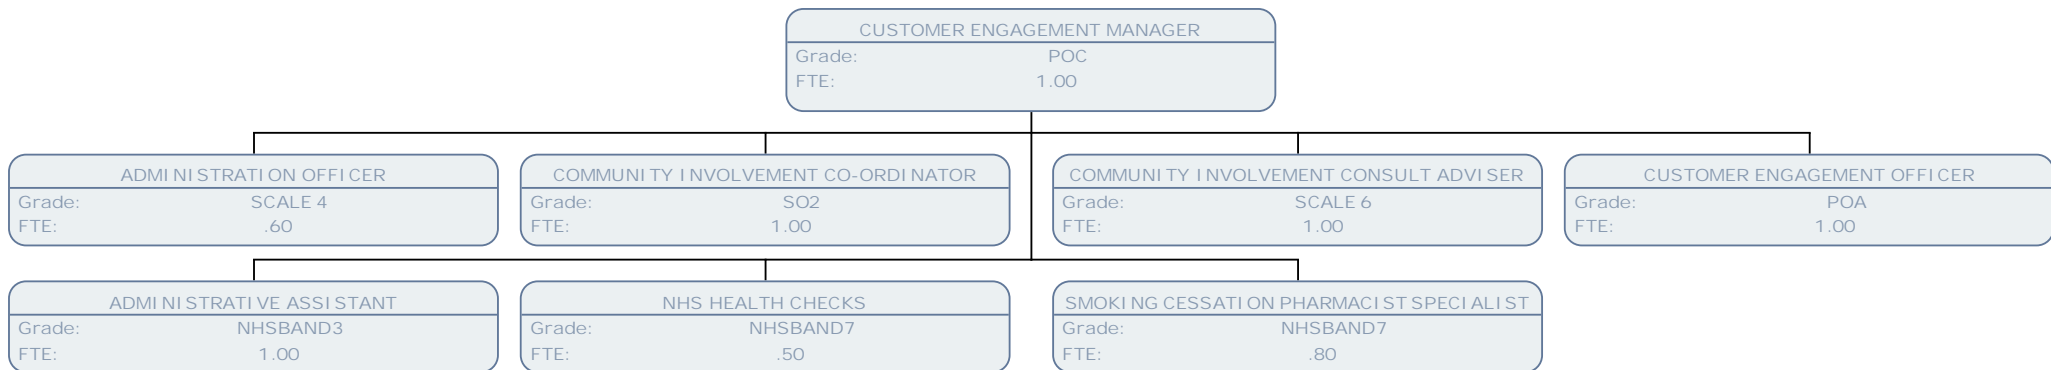 CUSTOMER ENGAGEMENT MANAGER
Grade: POC
FTE: 1.00
ADMINISTRATION OFFICER
Grade: SCALE 4
FTE: .60
COMMUNITY INVOLVEMENT CO-ORDINATOR
Grade: SO2
FTE: 1.00
COMMUNITY INVOLVEMENT CONSULT ADVISER
Grade: SCALE 6
FTE: 1.00
CUSTOMER ENGAGEMENT OFFICER
Grade: POA
FTE: 1.00
ADMINISTRATIVE ASSISTANT
Grade: NHSBAND3
FTE: 1.00
NHS HEALTH CHECKS
Grade: NHSBAND7
FTE: .50
SMOKING CESSATION PHARMACIST SPECIALIST
Grade: NHSBAND7
FTE: .80